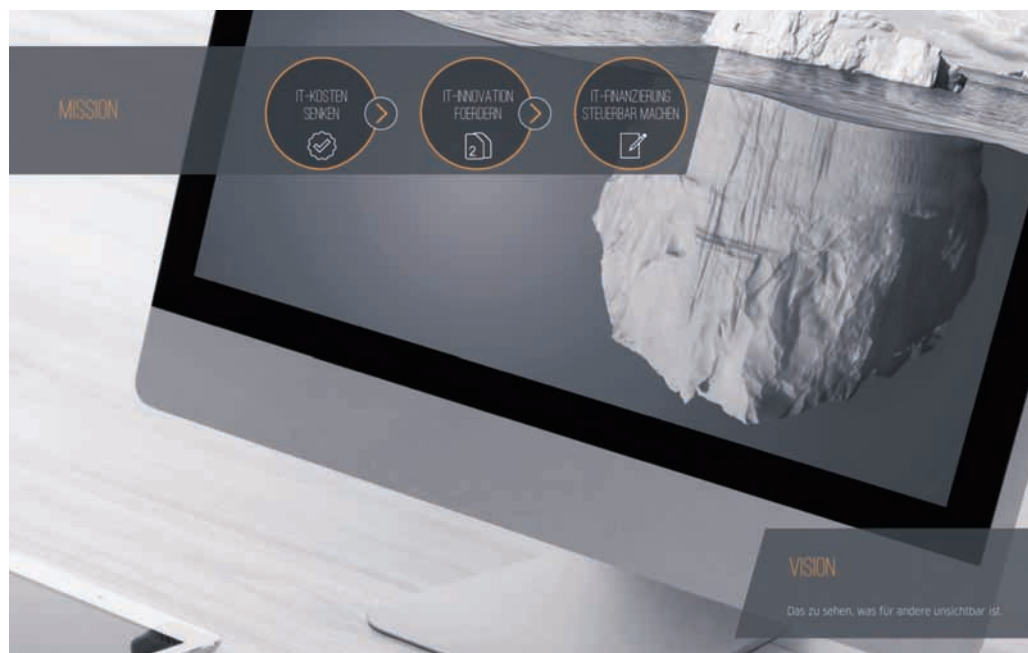 MISSION
IT-KOSTEN
SENKEN
IT-INNOVATION
FOERDERN
2
IT-FINANZIERUNG
STEUERBAR MACHEN
VISION
Das zu sehen, was für andere unsichtbar ist.